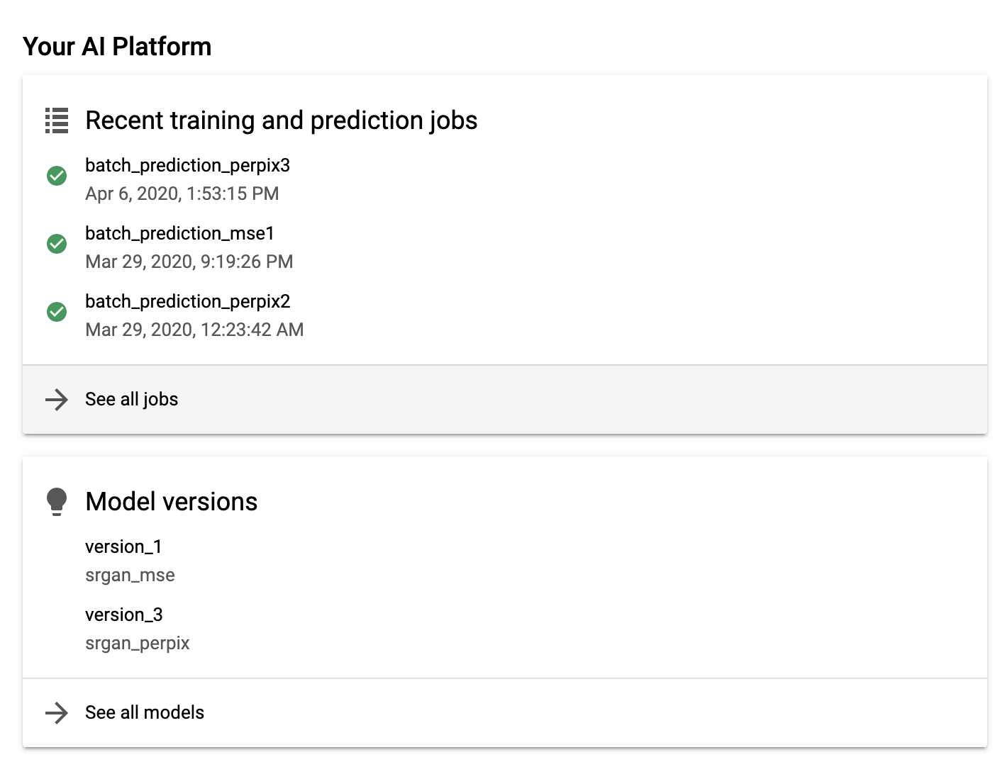 Your AI Platform
Recent training and prediction jobs
batch_prediction_perpix3
Apr 6, 2020, 1:53:15 PM
batch_prediction_mse1
Mar 29, 2020, 9:19:26 PM
batch_prediction_perpix2
Mar 29, 2020, 12:23:42 AM
See all jobs
Model versions
version_1
srgan_mse
version_3
srgan_perpix
See all models